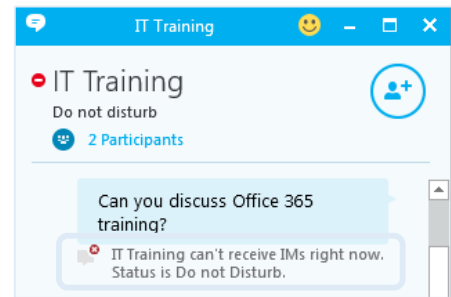 IT Training
IT Training
Do not disturb
2 Participants
Can you discuss Office 365
training?
IT Training can't receive IMs right now.
Status is Do not Disturb.